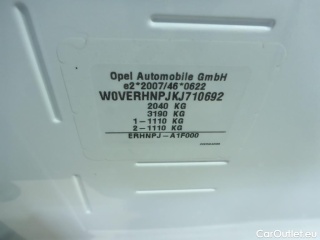 Opel Automobile GmbH
e2*2007/46*0622
W0VERHNPJKJ710692
2040 KG
3190 KG
1-1110 KG
2-1110 KG
ERHNPJ-A1F000
CarOutlet.eu